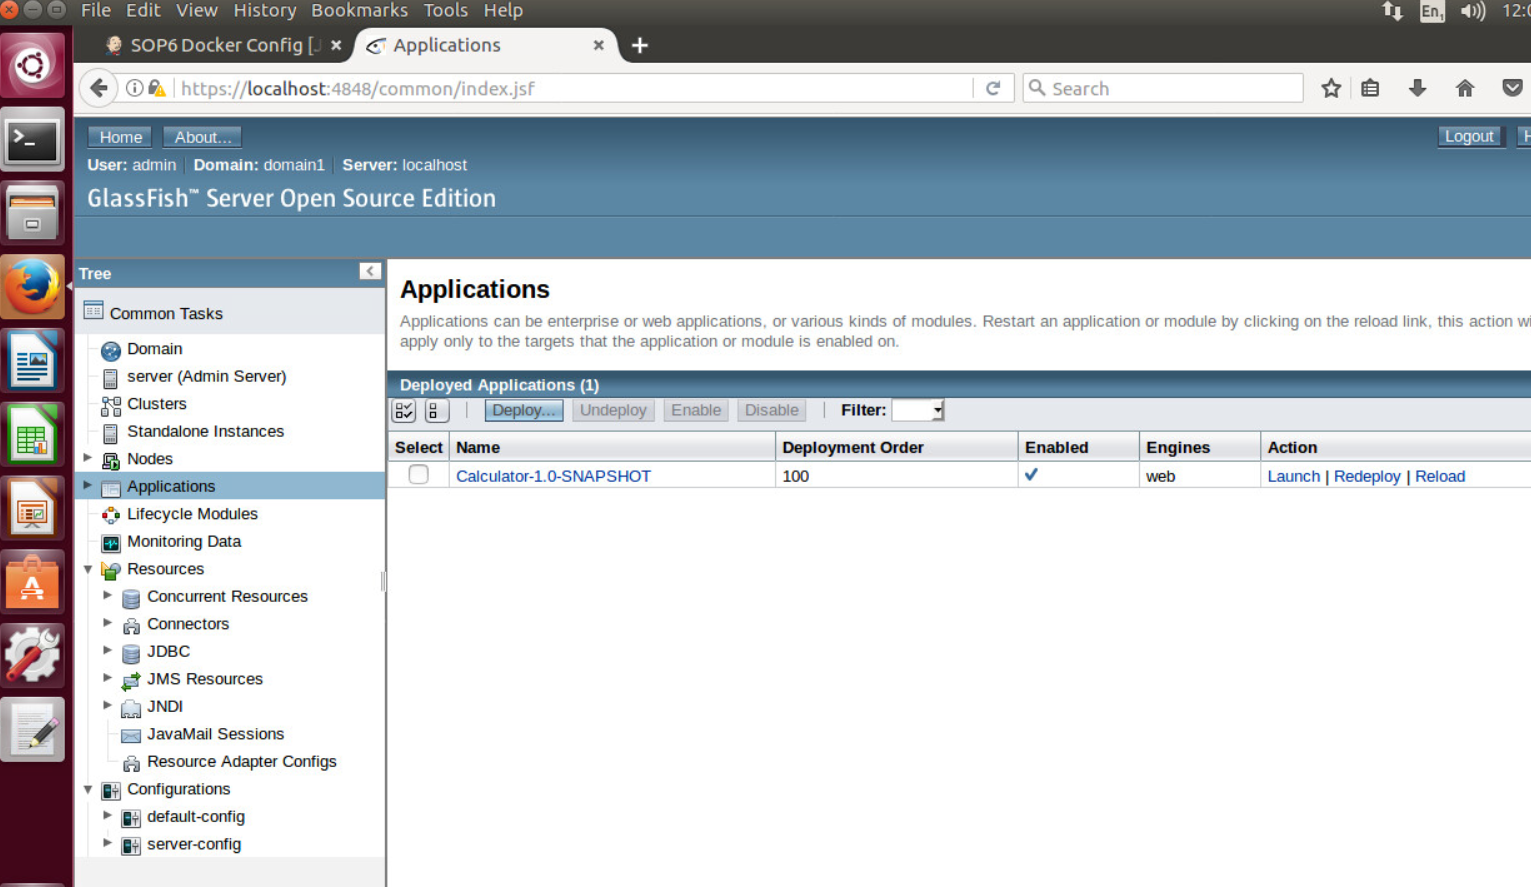 File Edit View History Bookmarks Tools Help
En1
SOP6 Docker Config [
Applications
https://localhost:4848/common/index.jsf
Search
Home About... Logout
User: admin Domain: domain1 Server: localhost
GlassFish™ Server Open Source Edition
Tree
Common Tasks
Domain
server (Admin Server)
Clusters
Standalone Instances
Nodes
Applications
Lifecycle Modules
Monitoring Data
Resources
Concurrent Resources
Connectors
JDBC
JMS Resources
JNDI
JavaMail Sessions
Resource Adapter Configs
Configurations
default-config
server-config
Applications
Applications can be enterprise or web applications, or various kinds of modules. Restart an application or module by clicking on the reload link, this action
apply only to the targets that the application or module is enabled on.
Deployed Applications (1)
Deploy... Undeploy Enable Disable Filter:
Select Name Deployment Order Enabled Engines Action
Calculator-1.0-SNAPSHOT 100 web Launch | Redeploy | Reload